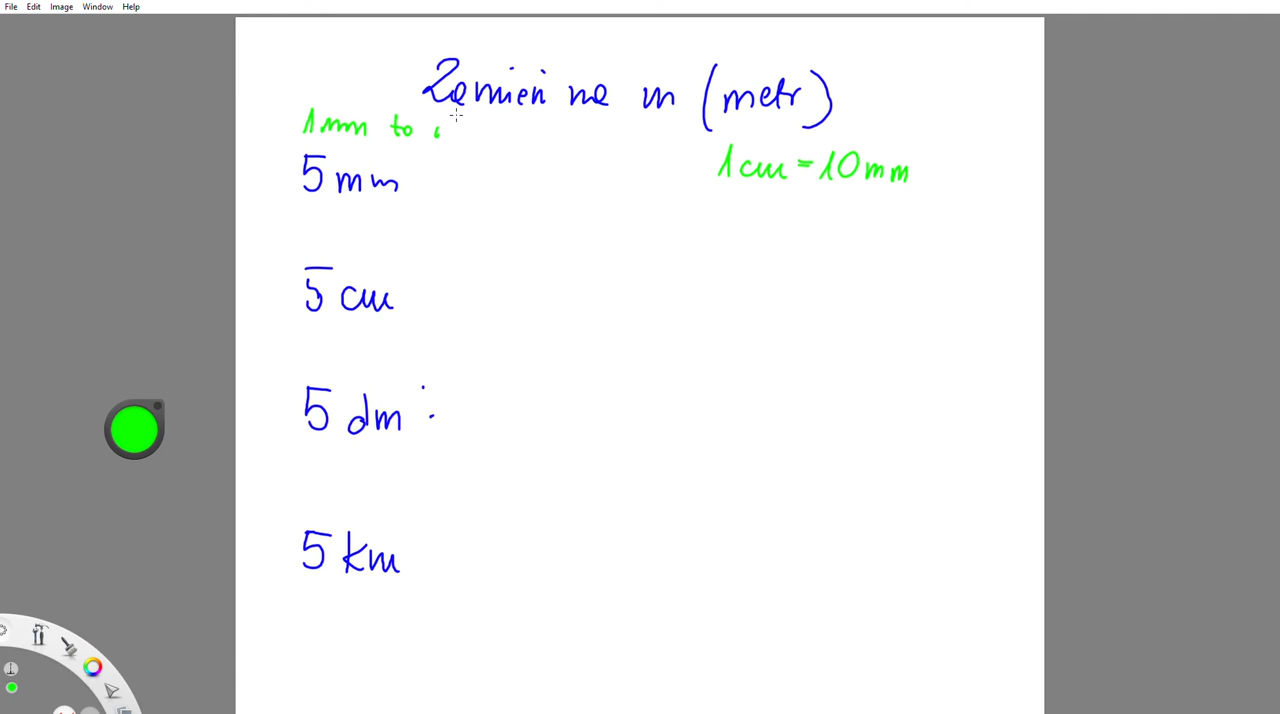 File Edit Image Window Help
Zamień na m (metr)
1mm to
1cm = 10mm
5 mm
5 cm
5 dm :
5 km